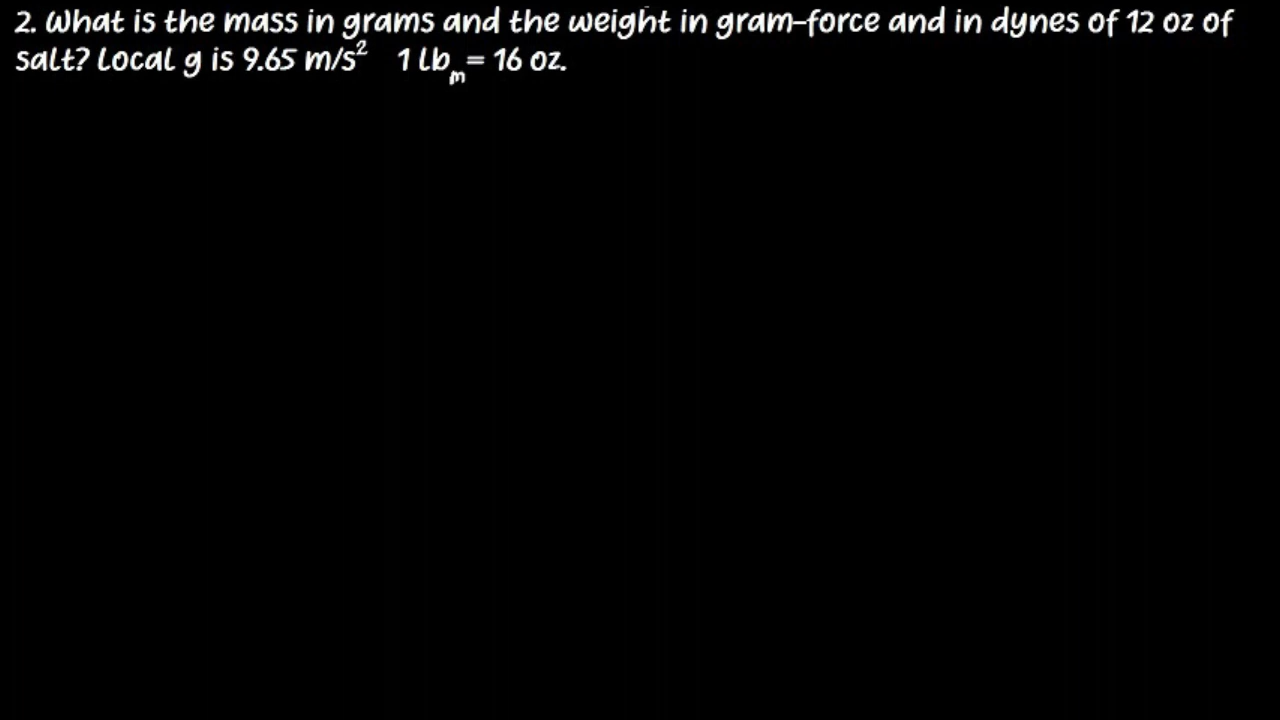 2. What is the mass in grams and the weight in gram-force and in dynes of 12 oz of
salt? Local g is 9.65 m/s² 1 lbₘ = 16 oz.